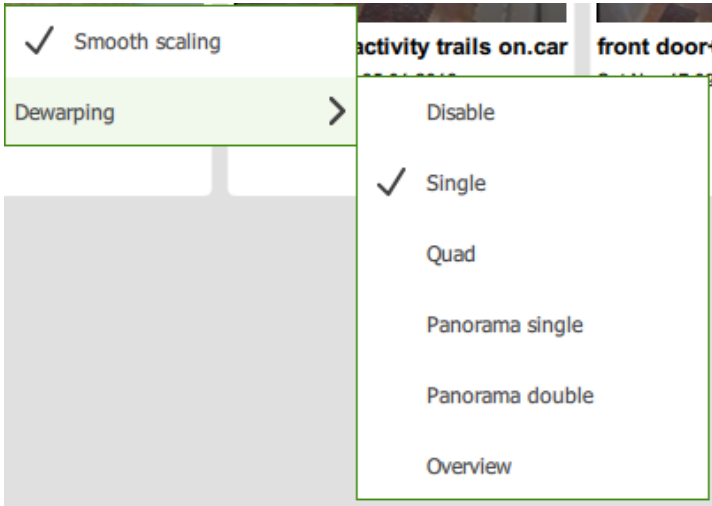 Smooth scaling
activity trails on.car
front door+
Dewarping
Disable
Single
Quad
Panorama single
Panorama double
Overview